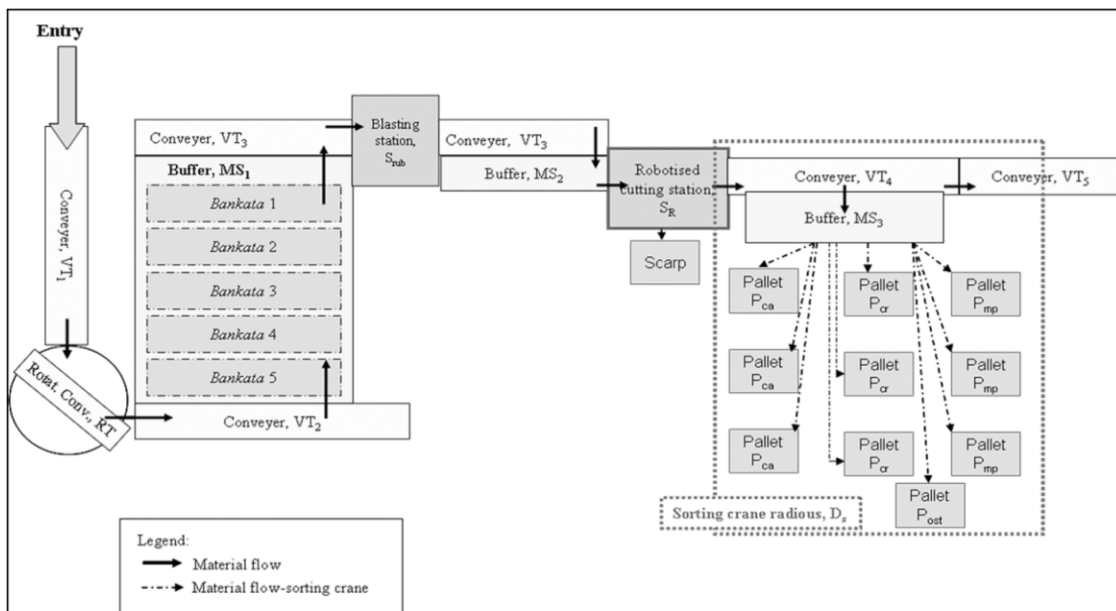 Entry
Conveyer, VT1
Rotat. Conv., RT
Conveyer, VT3
Buffer, MS1
Bankata 1
Bankata 2
Bankata 3
Bankata 4
Bankata 5
Conveyer, VT2
Blasting
station,
Srub
Conveyer, VT3
Buffer, MS2
Robotised
cutting station,
SR
Scarp
Conveyer, VT4
Conveyer, VT5
Buffer, MS3
Pallet
Pca
Pallet
Pcr
Pallet
Pmp
Pallet
Pca
Pallet
Pcr
Pallet
Pmp
Pallet
Pca
Pallet
Pcr
Pallet
Pmp
Pallet
Post
Sorting crane radious, Ds
Legend:
Material flow
Material flow-sorting crane